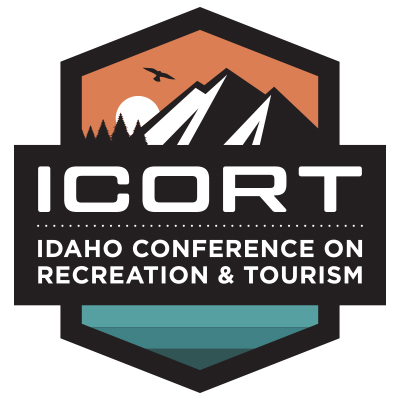 ICORT
IDAHO CONFERENCE ON
RECREATION & TOURISM